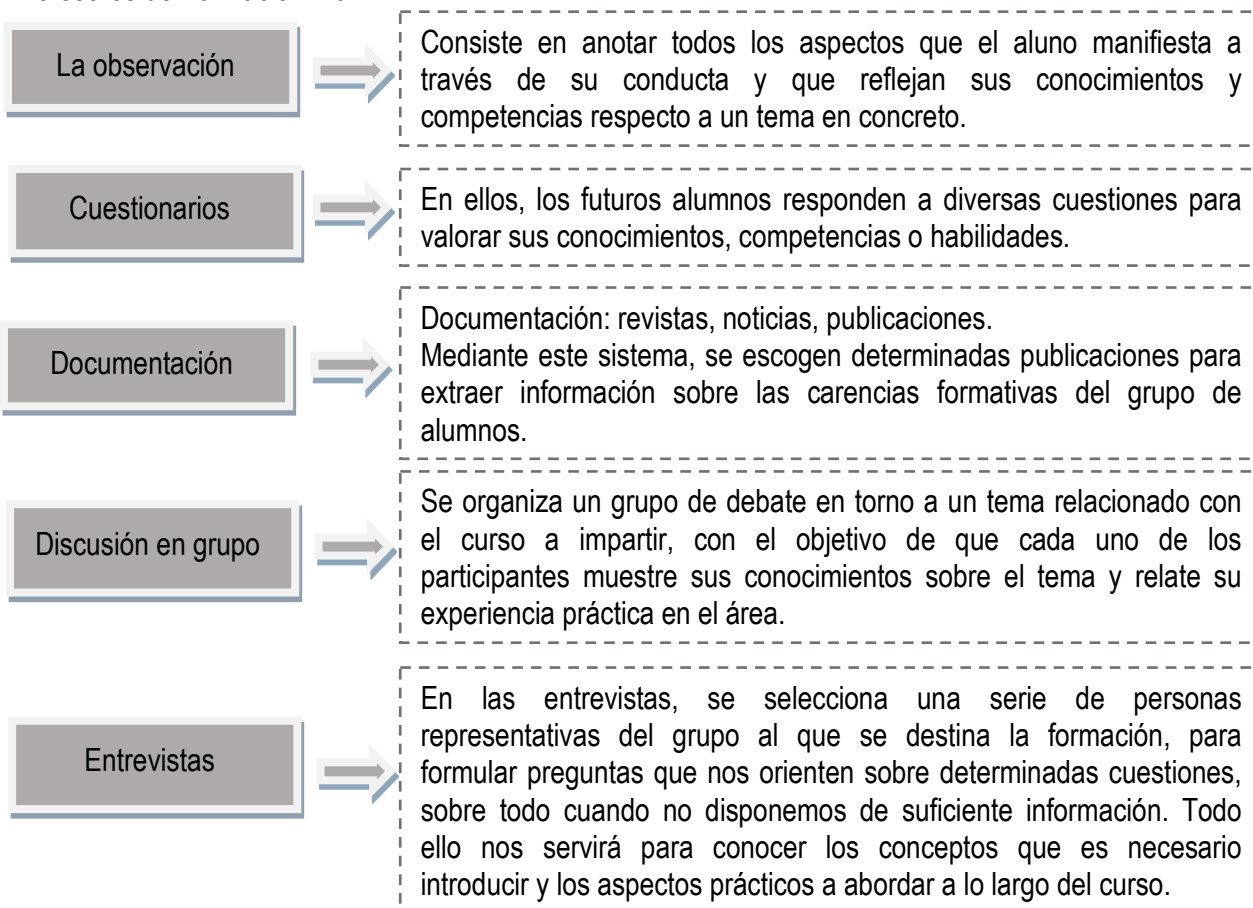 La observación
Consiste en anotar todos los aspectos que el aluno manifiesta a
través de su conducta y que reflejan sus conocimientos y
competencias respecto a un tema en concreto.
Cuestionarios
En ellos, los futuros alumnos responden a diversas cuestiones para
valorar sus conocimientos, competencias o habilidades.
Documentación
Documentación: revistas, noticias, publicaciones.
Mediante este sistema, se escogen determinadas publicaciones para
extraer información sobre las carencias formativas del grupo de
alumnos.
Discusión en grupo
Se organiza un grupo de debate en torno a un tema relacionado con
el curso a impartir, con el objetivo de que cada uno de los
participantes muestre sus conocimientos sobre el tema y relate su
experiencia práctica en el área.
Entrevistas
En las entrevistas, se selecciona una serie de personas
representativas del grupo al que se destina la formación, para
formular preguntas que nos orienten sobre determinadas cuestiones,
sobre todo cuando no disponemos de suficiente información. Todo
ello nos servirá para conocer los conceptos que es necesario
introducir y los aspectos prácticos a abordar a lo largo del curso.